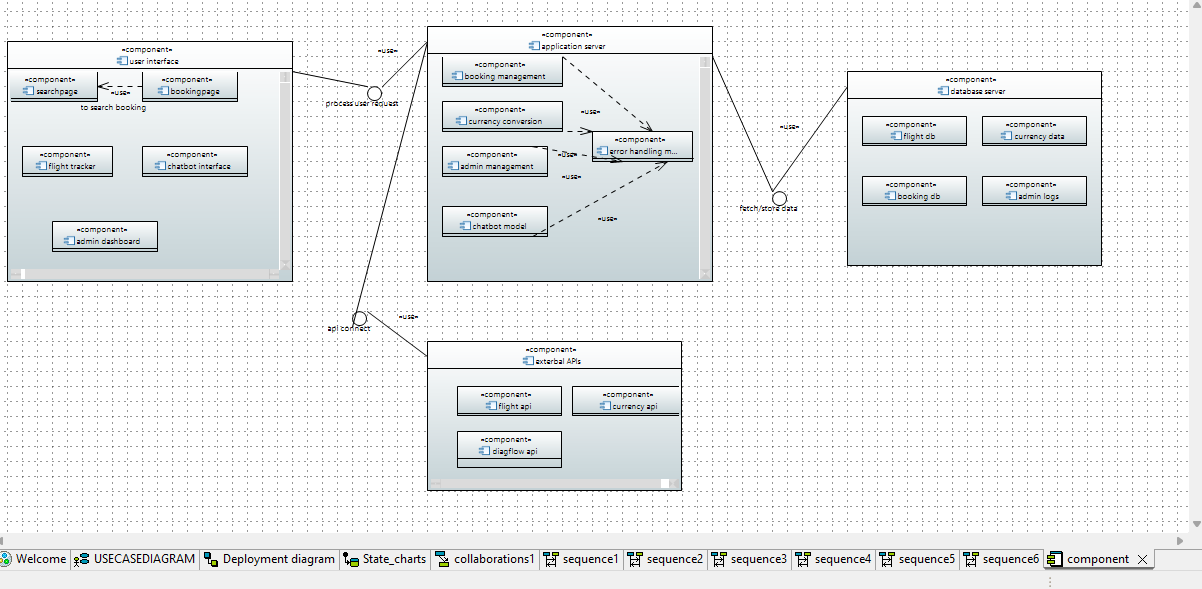 «component»
user interface
«component»
searchpage
«use»
«component»
bookingpage
to search booking
«component»
flight tracker
«component»
chatbot interface
«component»
admin dashboard
«use»
process user request
«component»
application server
«component»
booking management
«component»
currency conversion
«use»
«component»
error handling m...
«component»
admin management
«use»
«use»
«component»
chatbot model
«use»
«use»
fetch/store data
«component»
database server
«component»
flight db
«component»
currency data
«component»
booking db
«component»
admin logs
api connect
«use»
«component»
exterbal APIs
«component»
flight api
«component»
currency api
«component»
diagflow api
Welcome
USECASEDIAGRAM
Deployment diagram
State_charts
collaborations1
sequence1
sequence2
sequence3
sequence4
sequence5
sequence6
component